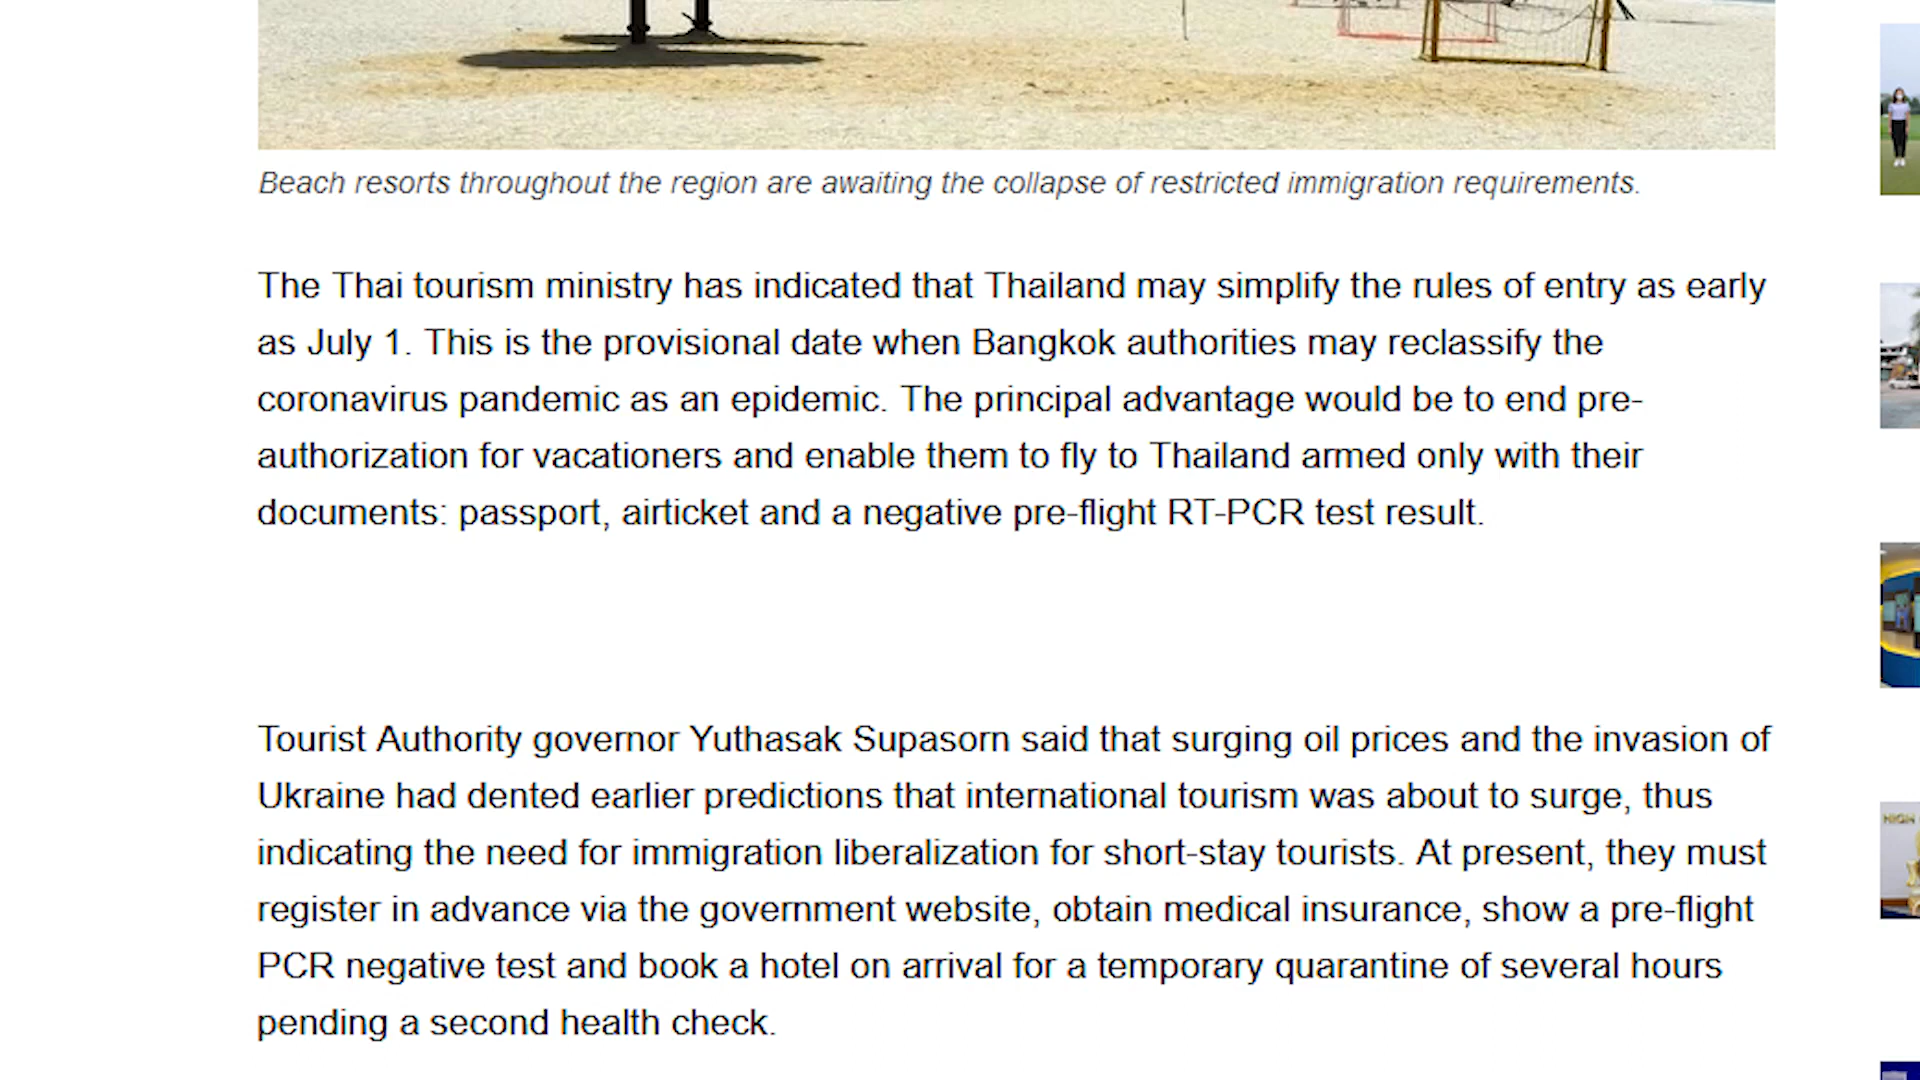 Beach resorts throughout the region are awaiting the collapse of restricted immigration requirements.
The Thai tourism ministry has indicated that Thailand may simplify the rules of entry as early
as July 1. This is the provisional date when Bangkok authorities may reclassify the
coronavirus pandemic as an epidemic. The principal advantage would be to end pre-
authorization for vacationers and enable them to fly to Thailand armed only with their
documents: passport, airticket and a negative pre-flight RT-PCR test result.
Tourist Authority governor Yuthasak Supasorn said that surging oil prices and the invasion of
Ukraine had dented earlier predictions that international tourism was about to surge, thus
indicating the need for immigration liberalization for short-stay tourists. At present, they must
register in advance via the government website, obtain medical insurance, show a pre-flight
PCR negative test and book a hotel on arrival for a temporary quarantine of several hours
pending a second health check.
HIGH